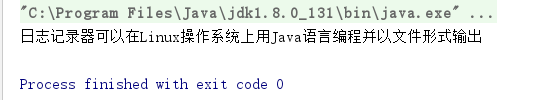 "C:\Program Files\Java\jdk1.8.0_131\bin\java.exe" ...
日志记录器可以在Linux操作系统上用Java语言编程并以文件形式输出
Process finished with exit code 0